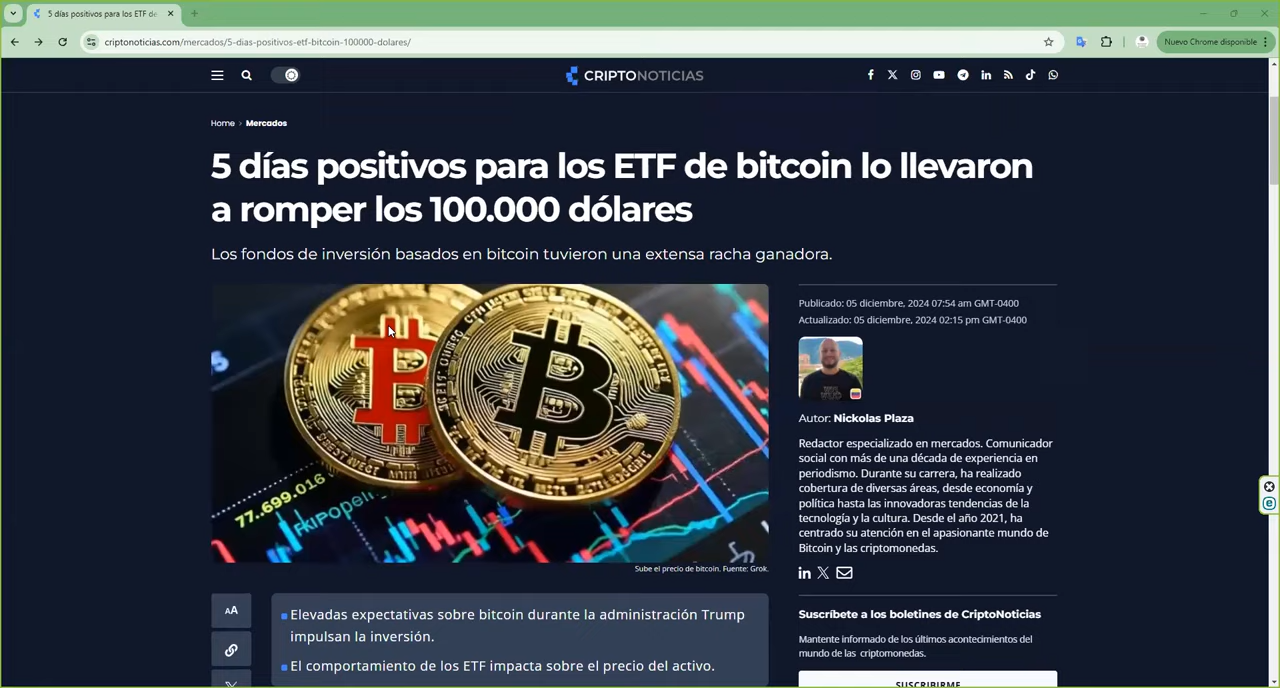 5 días positivos para los ETF de
criptonoticias.com/mercados/5-dias-positivos-etf-bitcoin-100000-dolares/
Nuevo Chrome disponible
CRIPTONOTICIAS
Home > Mercados
5 días positivos para los ETF de bitcoin lo llevaron
a romper los 100.000 dólares
Los fondos de inversión basados en bitcoin tuvieron una extensa racha ganadora.
77.699.016
Sube el precio de bitcoin. Fuente: Grok.
AA
Elevadas expectativas sobre bitcoin durante la administración Trump
impulsan la inversión.
El comportamiento de los ETF impacta sobre el precio del activo.
Publicado: 05 diciembre, 2024 07:54 am GMT-0400
Actualizado: 05 diciembre, 2024 02:15 pm GMT-0400
Autor: Nickolas Plaza
Redactor especializado en mercados. Comunicador
social con más de una década de experiencia en
periodismo. Durante su carrera, ha realizado
cobertura de diversas áreas, desde economía y
política hasta las innovadoras tendencias de la
tecnología y la cultura. Desde el año 2021, ha
centrado su atención en el apasionante mundo de
Bitcoin y las criptomonedas.
Suscríbete a los boletines de CriptoNoticias
Mantente informado de los últimos acontecimientos del
mundo de las criptomonedas.
SUSCRIBIRME